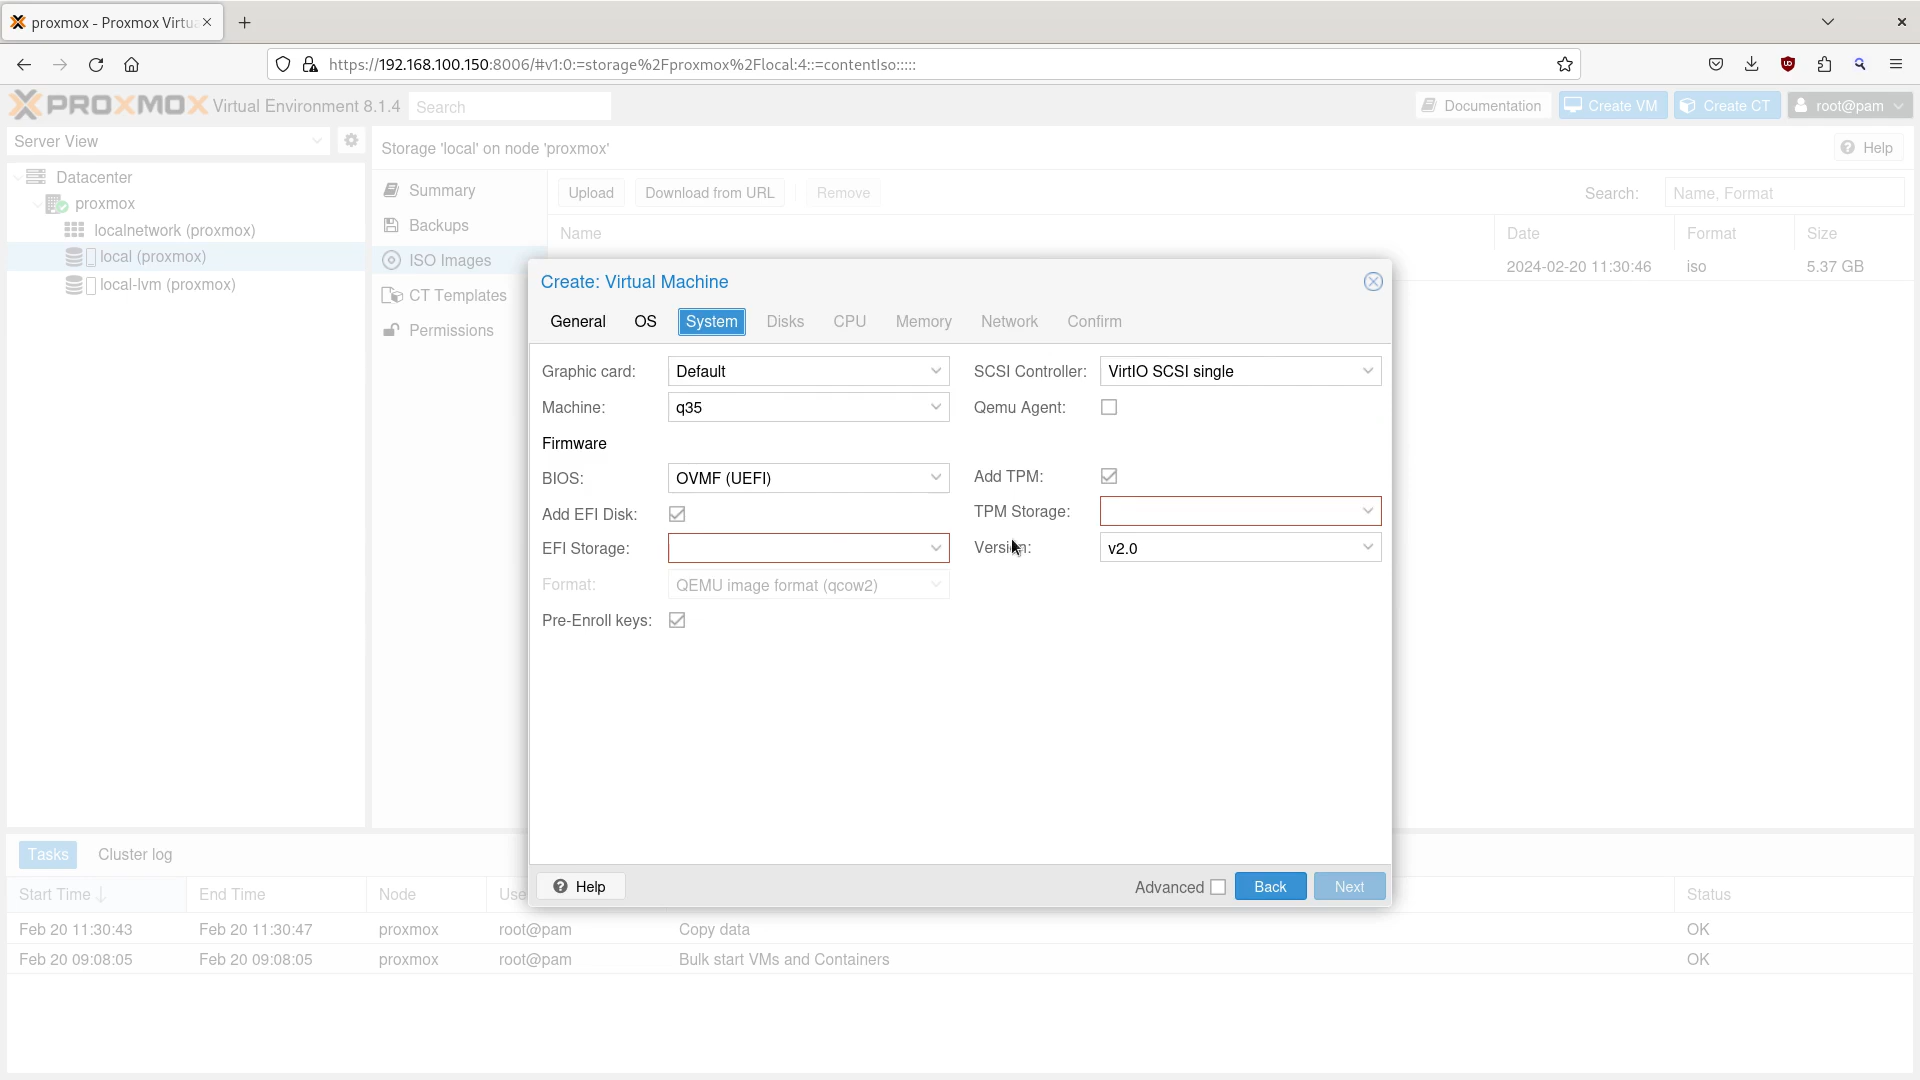 proxmox - Proxmox Virtu
https://192.168.100.150:8006/#v1:0:=storage%2Fproxmox%2Flocal:4::=contentIso:::::
PROXMOX Virtual Environment 8.1.4 Search Documentation Create VM Create CT root@pam
Server View
Storage 'local' on node 'proxmox' Help
Datacenter
proxmox
localnetwork (proxmox)
local (proxmox)
local-lvm (proxmox)
Summary
Backups
ISO Images
CT Templates
Permissions
Upload Download from URL Remove Search: Name, Format
Name Date Format Size
2024-02-20 11:30:46 iso 5.37 GB
Create: Virtual Machine
General OS System Disks CPU Memory Network Confirm
Graphic card: Default SCSI Controller: VirtIO SCSI single
Machine: q35 Qemu Agent:
Firmware
BIOS: OVMF (UEFI) Add TPM:
Add EFI Disk: TPM Storage:
EFI Storage: Version: v2.0
Format: QEMU image format (qcow2)
Pre-Enroll keys:
Help Advanced Back Next
Tasks Cluster log
Start Time End Time Node Use Status
Feb 20 11:30:43 Feb 20 11:30:47 proxmox root@pam Copy data OK
Feb 20 09:08:05 Feb 20 09:08:05 proxmox root@pam Bulk start VMs and Containers OK